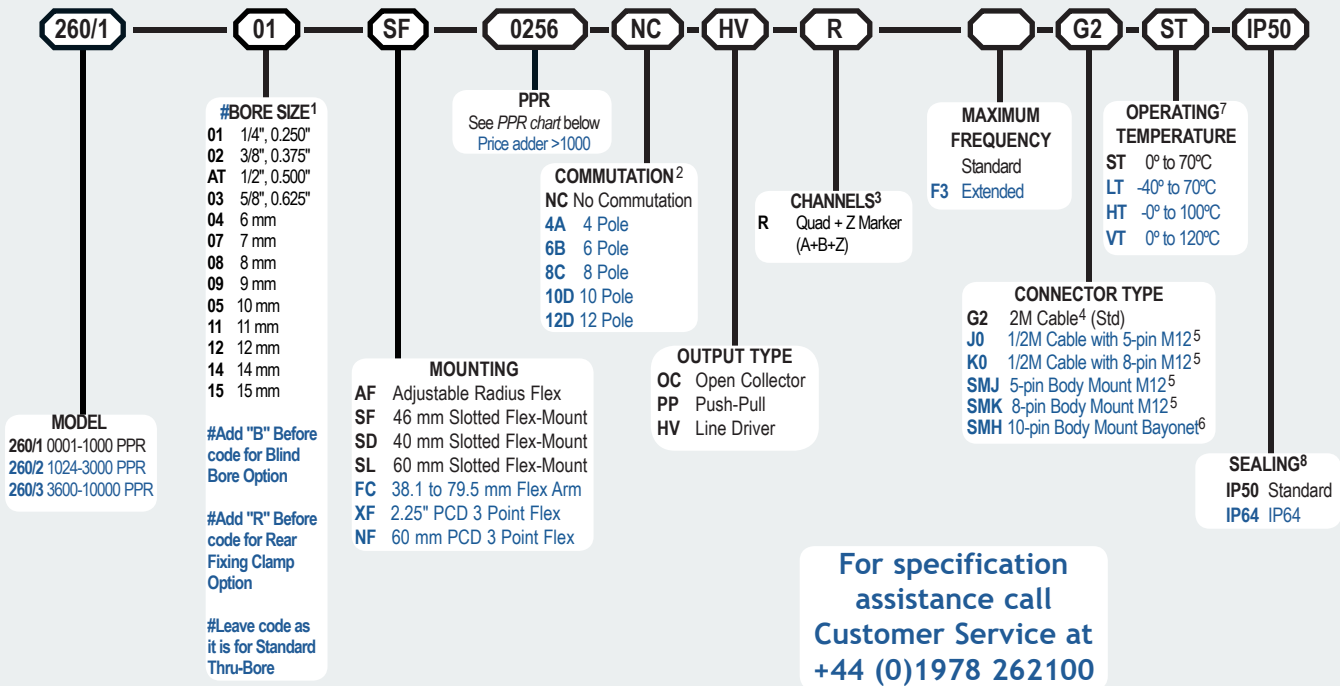 260/1 01 SF 0256 NC HV R G2 ST IP50
MODEL
260/1 0001-1000 PPR
260/2 1024-3000 PPR
260/3 3600-10000 PPR
#BORE SIZE1
01 1/4", 0.250"
02 3/8", 0.375"
AT 1/2", 0.500"
03 5/8", 0.625"
04 6 mm
07 7 mm
08 8 mm
09 9 mm
05 10 mm
11 11 mm
12 12 mm
14 14 mm
15 15 mm
#Add "B" Before
code for Blind
Bore Option
#Add "R" Before
code for Rear
Fixing Clamp
Option
#Leave code as
it is for Standard
Thru-Bore
MOUNTING
AF Adjustable Radius Flex
SF 46 mm Slotted Flex-Mount
SD 40 mm Slotted Flex-Mount
SL 60 mm Slotted Flex-Mount
FC 38.1 to 79.5 mm Flex Arm
XF 2.25" PCD 3 Point Flex
NF 60 mm PCD 3 Point Flex
PPR
See PPR chart below
Price adder >1000
COMMUTATION2
NC No Commutation
4A 4 Pole
6B 6 Pole
8C 8 Pole
10D 10 Pole
12D 12 Pole
OUTPUT TYPE
OC Open Collector
PP Push-Pull
HV Line Driver
CHANNELS3
R Quad + Z Marker
(A+B+Z)
MAXIMUM
FREQUENCY
Standard
F3 Extended
CONNECTOR TYPE
G2 2M Cable4 (Std)
J0 1/2M Cable with 5-pin M125
K0 1/2M Cable with 8-pin M125
SMJ 5-pin Body Mount M125
SMK 8-pin Body Mount M125
SMH 10-pin Body Mount Bayonet6
OPERATING7
TEMPERATURE
ST 0º to 70ºC
LT -40º to 70ºC
HT -0º to 100ºC
VT 0º to 120ºC
SEALING8
IP50 Standard
IP64 IP64
For specification
assistance call
Customer Service at
+44 (0)1978 262100